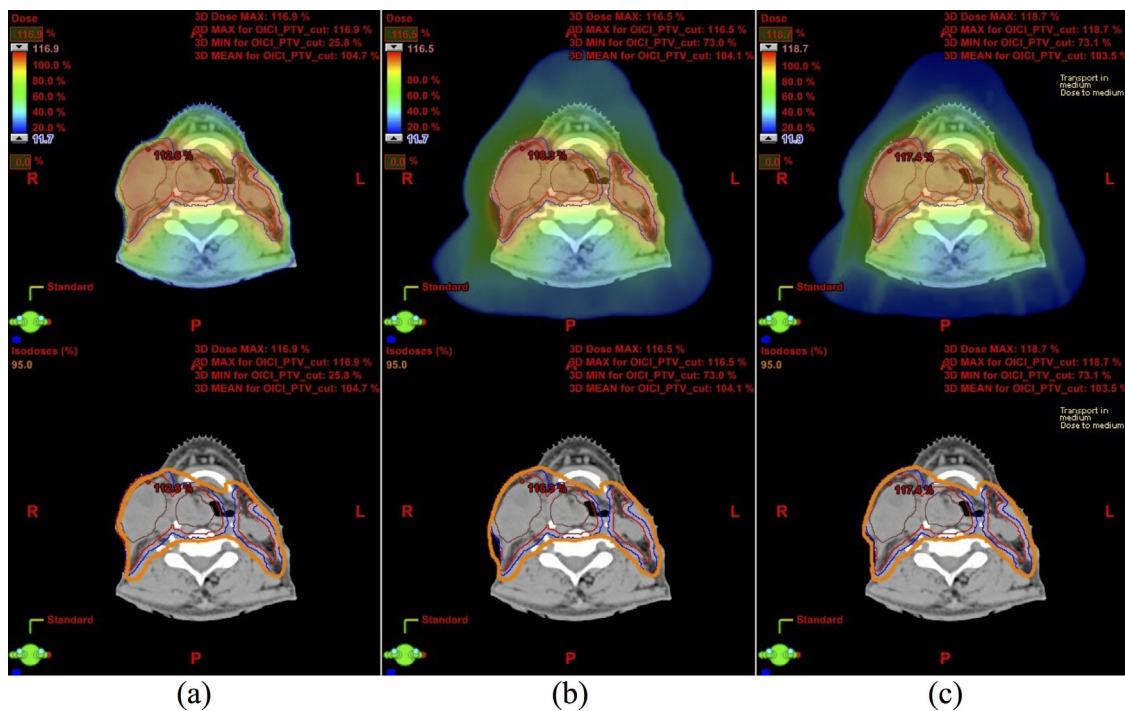 Dose
116.9 %
116.9
100.0 %
80.0 %
60.0 %
40.0 %
20.0 %
11.7
0.0 %
3D Dose MAX: 116.9 %
3D MAX for OICI_PTV_cut: 116.9 %
3D MIN for OICI_PTV_cut: 25.8 %
3D MEAN for OICI_PTV_cut: 104.7 %
R
P
Standard
116.5 %
116.5
100.0 %
80.0 %
60.0 %
40.0 %
20.0 %
11.7
0.0 %
3D Dose MAX: 116.5 %
3D MAX for OICI_PTV_cut: 116.5 %
3D MIN for OICI_PTV_cut: 73.0 %
3D MEAN for OICI_PTV_cut: 104.1 %
R
L
P
Standard
Dose
118.7 %
118.7
100.0 %
80.0 %
60.0 %
40.0 %
20.0 %
11.9
0.0 %
3D Dose MAX: 118.7 %
3D MAX for OICI_PTV_cut: 118.7 %
3D MIN for OICI_PTV_cut: 73.1 %
3D MEAN for OICI_PTV_cut: 103.5 %
Transport in
medium
Dose to medium
117.4 %
R
L
P
Standard
Isodoses (%)
95.0
3D Dose MAX: 116.9 %
3D MAX for OICI_PTV_cut: 116.9 %
3D MIN for OICI_PTV_cut: 25.8 %
3D MEAN for OICI_PTV_cut: 104.7 %
R
L
P
Standard
95.0
3D Dose MAX: 116.5 %
3D MAX for OICI_PTV_cut: 116.5 %
3D MIN for OICI_PTV_cut: 73.0 %
3D MEAN for OICI_PTV_cut: 104.1 %
R
L
P
Standard
Isodoses (%)
95.0
3D Dose MAX: 118.7 %
3D MAX for OICI_PTV_cut: 118.7 %
3D MIN for OICI_PTV_cut: 73.1 %
3D MEAN for OICI_PTV_cut: 103.5 %
Transport in
medium
Dose to medium
117.4 %
R
L
P
Standard
(a)
(b)
(c)